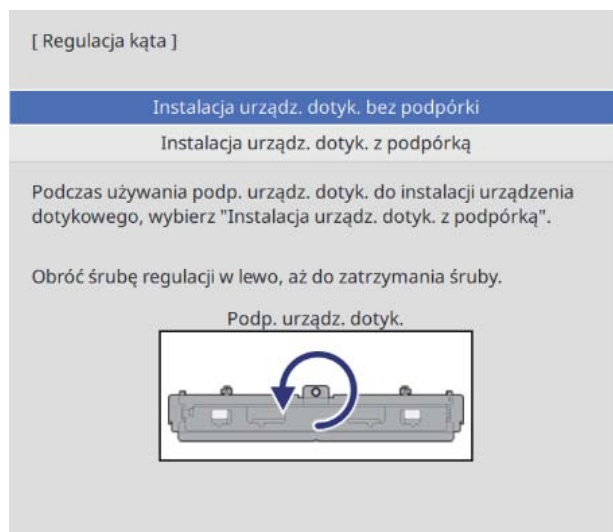 [ Regulacja kąta ]
Instalacja urządz. dotyk. bez podpórki
Instalacja urządz. dotyk. z podpórką
Podczas używania podp. urządz. dotyk. do instalacji urządzenia
dotykowego, wybierz "Instalacja urządz. dotyk. z podpórką".
Obróć śrubę regulacji w lewo, aż do zatrzymania śruby.
Podp. urządz. dotyk.